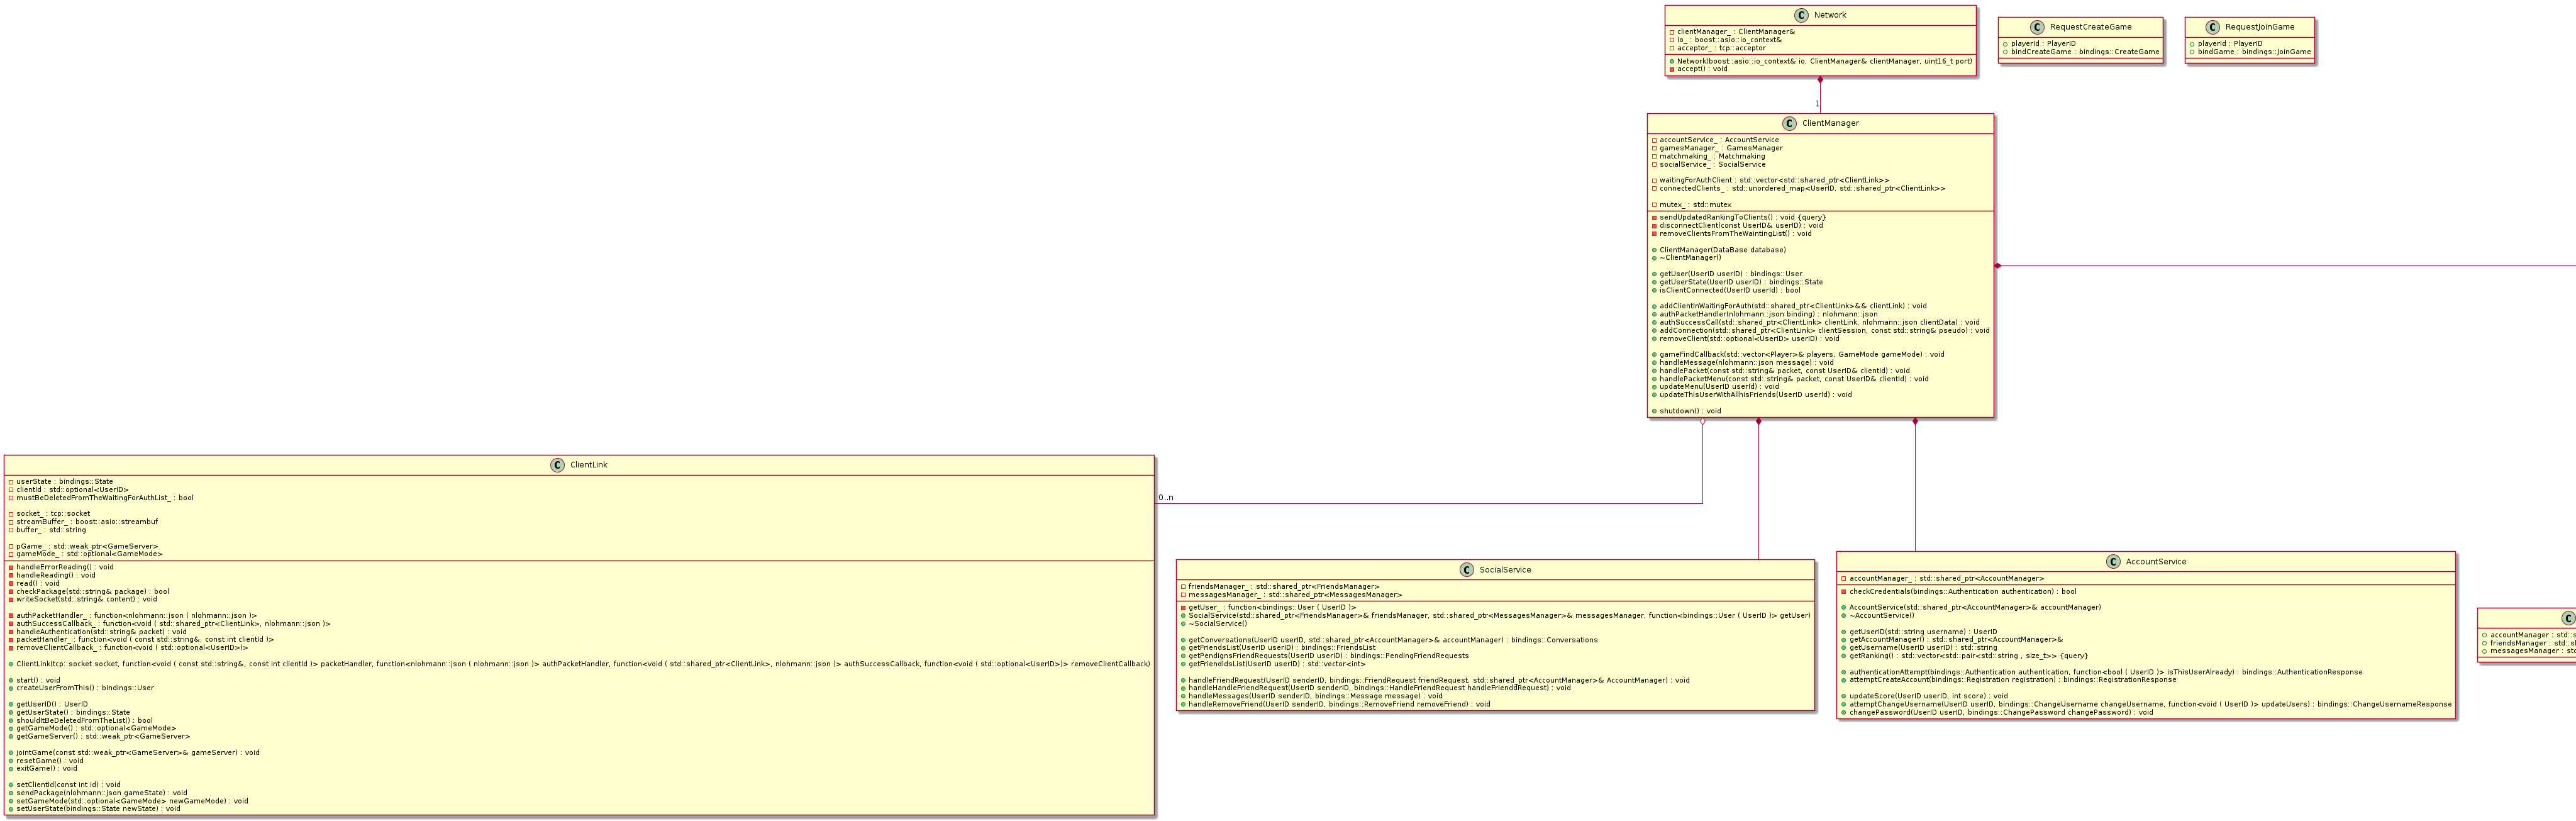 Network
clientManager_ : ClientManager&
io_ : boost::asio::io_context&
acceptor_ : tcp::acceptor
Network(boost::asio::io_context& io, ClientManager& clientManager, uint16_t port)
accept() : void
RequestCreateGame
playerId : PlayerID
bindCreateGame : bindings::CreateGame
RequestJoinGame
playerId : PlayerID
bindGame : bindings::JoinGame
1
ClientManager
accountService_ : AccountService
gamesManager_ : GamesManager
matchmaking_ : Matchmaking
socialService_ : SocialService
waitingForAuthClient : std::vector<std::shared_ptr<ClientLink>>
connectedClients_ : std::unordered_map<UserID, std::shared_ptr<ClientLink>>
mutex_ : std::mutex
sendUpdatedRankingToClients() : void {query}
disconnectClient(const UserID& userID) : void
removeClientsFromTheWaintingList() : void
ClientManager(DataBase database)
~ClientManager()
getUser(UserID userID) : bindings::User
getUserState(UserID userID) : bindings::State
isClientConnected(UserID userId) : bool
addClientInWaitingForAuth(std::shared_ptr<ClientLink>&& clientLink) : void
authPacketHandler(nlohmann::json binding) : nlohmann::json
authSuccessCall(std::shared_ptr<ClientLink> clientLink, nlohmann::json clientData) : void
addConnection(std::shared_ptr<ClientLink> clientSession, const std::string& pseudo) : void
removeClient(std::optional<UserID> userID) : void
gameFindCallback(std::vector<Player>& players, GameMode gameMode) : void
handleMessage(nlohmann::json message) : void
handlePacket(const std::string& packet, const UserID& clientId) : void
handlePacketMenu(const std::string& packet, const UserID& clientId) : void
updateMenu(UserID userId) : void
updateThisUserWithAllhisFriends(UserID userId) : void
shutdown() : void
0..n
ClientLink
userState : bindings::State
clientId : std::optional<UserID>
mustBeDeletedFromTheWaitingForAuthList_ : bool
socket_ : tcp::socket
streamBuffer_ : boost::asio::streambuf
buffer_ : std::string
pGame_ : std::weak_ptr<GameServer>
gameMode_ : std::optional<GameMode>
handleErrorReading() : void
handleReading() : void
read() : void
checkPackage(std::string& package) : bool
writeSocket(std::string& content) : void
authPacketHandler_ : function<nlohmann::json ( nlohmann::json )>
authSuccessCallback_ : function<void ( std::shared_ptr<ClientLink>, nlohmann::json )>
handleAuthentication(std::string& packet) : void
packetHandler_ : function<void ( const std::string&, const int clientId )>
removeClientCallback_ : function<void ( std::optional<UserID>)>
ClientLink(tcp::socket socket, function<void ( const std::string&, const int clientId )> packetHandler, function<nlohmann::json ( nlohmann::json )> authPacketHandler, function<void ( std::shared_ptr<ClientLink>, nlohmann::json )> authSuccessCallback, function<void ( std::optional<UserID>)> removeClientCallback)
start() : void
createUserFromThis() : bindings::User
getUserID() : UserID
getUserState() : bindings::State
shouldItBeDeletedFromTheList() : bool
getGameMode() : std::optional<GameMode>
getGameServer() : std::weak_ptr<GameServer>
jointGame(const std::weak_ptr<GameServer>& gameServer) : void
resetGame() : void
exitGame() : void
setClientId(const int id) : void
sendPackage(nlohmann::json gameState) : void
setGameMode(std::optional<GameMode> newGameMode) : void
setUserState(bindings::State newState) : void
SocialService
friendsManager_ : std::shared_ptr<FriendsManager>
messagesManager_ : std::shared_ptr<MessagesManager>
getUser_ : function<bindings::User ( UserID )>
SocialService(std::shared_ptr<FriendsManager>& friendsManager, std::shared_ptr<MessagesManager>& messagesManager, function<bindings::User ( UserID )> getUser)
~SocialService()
getConversations(UserID userID, std::shared_ptr<AccountManager>& accountManager) : bindings::Conversations
getFriendsList(UserID userID) : bindings::FriendsList
getPendignsFriendRequests(UserID userID) : bindings::PendingFriendRequests
getFriendIdsList(UserID userID) : std::vector<int>
handleFriendRequest(UserID senderID, bindings::FriendRequest friendRequest, std::shared_ptr<AccountManager>& AccountManager) : void
handleHandleFriendRequest(UserID senderID, bindings::HandleFriendRequest handleFrienddRequest) : void
handleMessages(UserID senderID, bindings::Message message) : void
handleRemoveFriend(UserID senderID, bindings::RemoveFriend removeFriend) : void
AccountService
accountManager_ : std::shared_ptr<AccountManager>
checkCredentials(bindings::Authentication authentication) : bool
AccountService(std::shared_ptr<AccountManager>& accountManager)
~AccountService()
getUserID(std::string username) : UserID
getAccountManager() : std::shared_ptr<AccountManager>&
getUsername(UserID userID) : std::string
getRanking() : std::vector<std::pair<std::string , size_t>> {query}
authenticationAttempt(bindings::Authentication authentication, function<bool ( UserID )> isThisUserAlready) : bindings::AuthenticationResponse
attemptCreateAccount(bindings::Registration registration) : bindings::RegistrationResponse
updateScore(UserID userID, int score) : void
attemptChangeUsername(UserID userID, bindings::ChangeUsername changeUsername, function<void ( UserID )> updateUsers) : bindings::ChangeUsernameResponse
changePassword(UserID userID, bindings::ChangePassword changePassword) : void
accountManager : std::s
friendsManager : std::sh
messagesManager : std